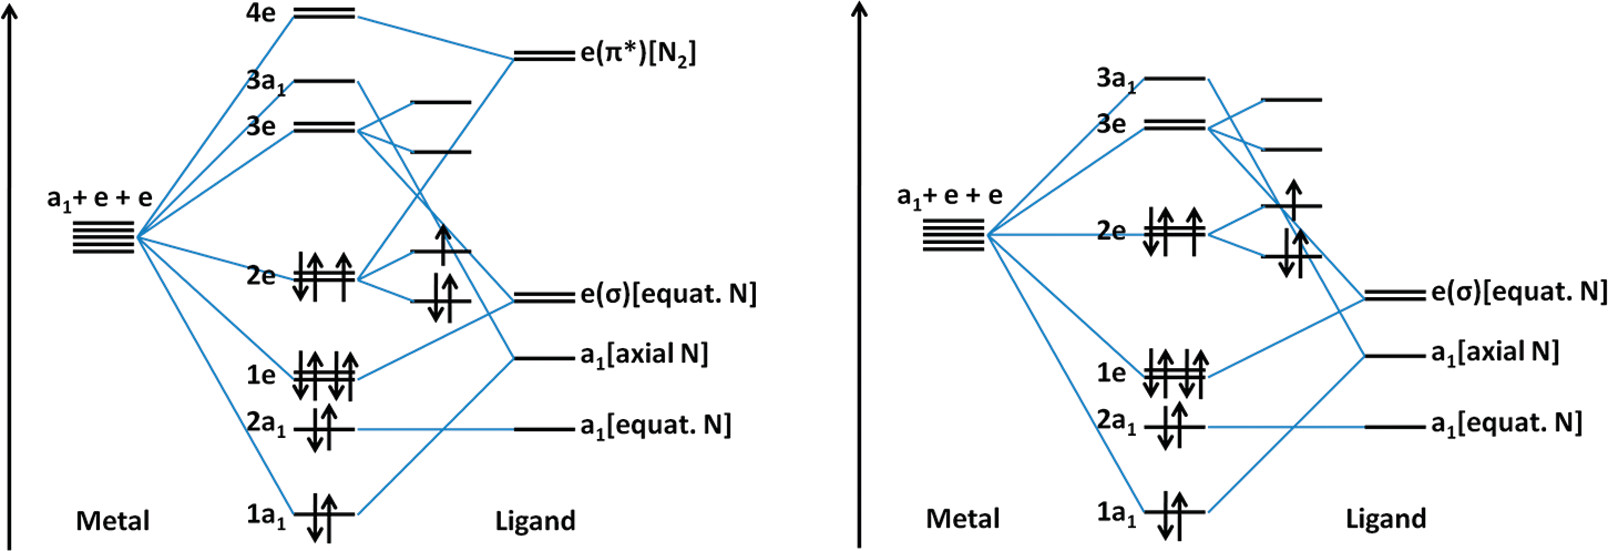 4e
e(π*)[N₂]
3a₁
3e
a₁+ e + e
2e
e(σ)[equat. N]
a₁[axial N]
1e
2a₁
a₁[equat. N]
1a₁
Metal
Ligand
3a₁
3e
a₁+ e + e
2e
e(σ)[equat. N]
a₁[axial N]
1e
2a₁
a₁[equat. N]
1a₁
Metal
Ligand